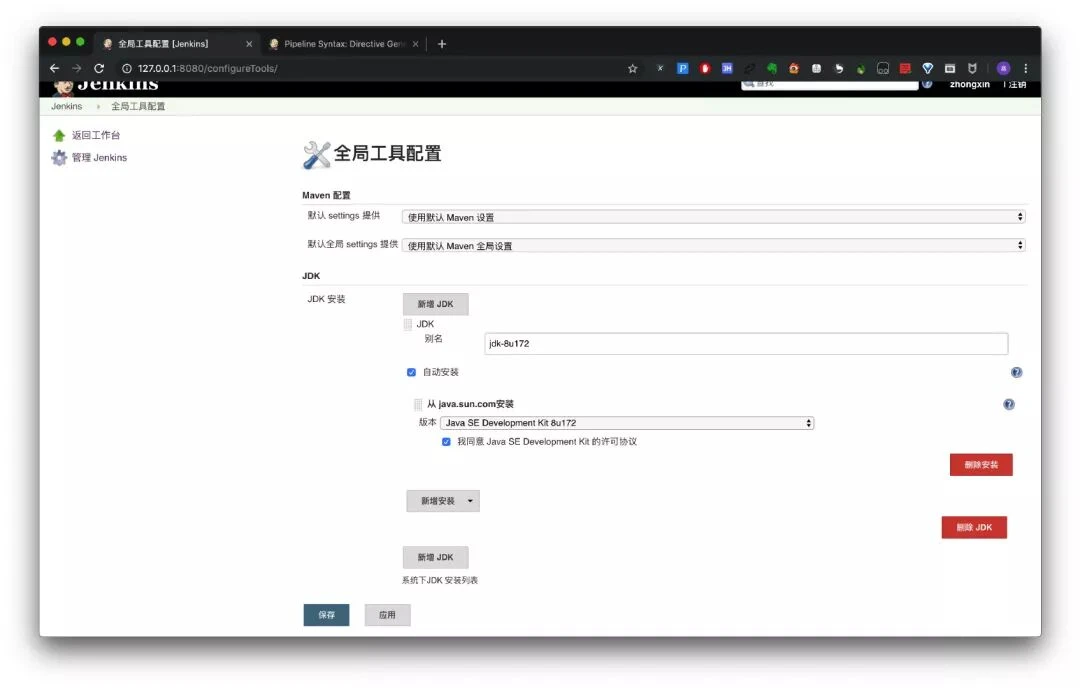 全局工具配置 [Jenkins]
Pipeline Syntax: Directive Gen
127.0.0.1:8080/configureTools/
Jenkins
查找
zhongxin
注销
Jenkins
全局工具配置
返回工作台
管理 Jenkins
全局工具配置
Maven 配置
默认 settings 提供
使用默认 Maven 设置
默认全局 settings 提供
使用默认 Maven 全局设置
JDK
JDK 安装
新增 JDK
JDK
别名
jdk-8u172
自动安装
从 java.sun.com安装
版本
Java SE Development Kit 8u172
我同意 Java SE Development Kit 的许可协议
删除安装
新增安装
删除 JDK
新增 JDK
系统下JDK 安装列表
保存
应用